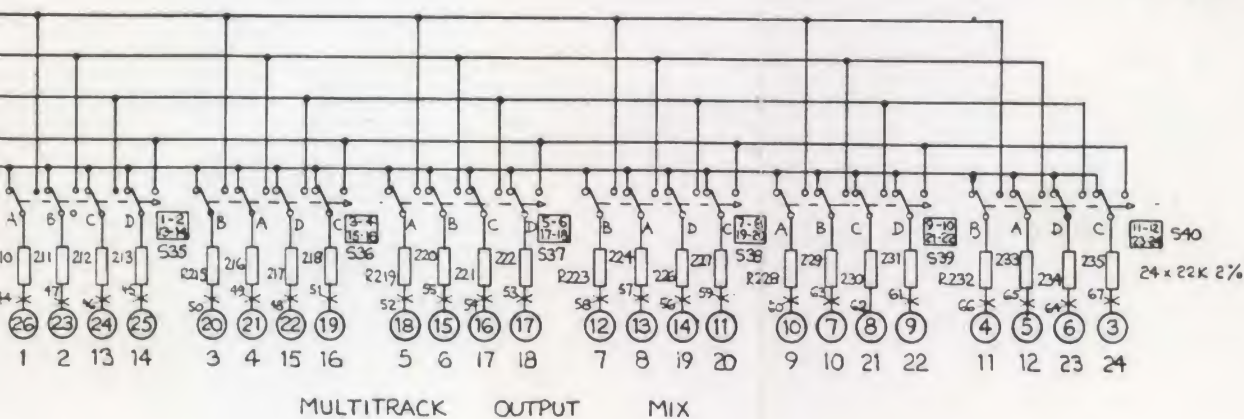 A B C D 1-2 13-14 S35 B A D C 3-4 15-16 S36 A B C D 5-6 17-18 S37 B A D C 7-8 19-20 S38 A B C D 9-10 21-22 S39 B A D C 11-12 23-24 S40
211 212 213 R215 216 217 218 R219 220 221 222 R223 224 226 227 R228 229 230 231 R232 233 234 235 24 x 22K 2%
47 46 45 50 49 48 51 52 55 54 53 58 57 56 59 60 63 62 61 66 65 64 67
26 23 24 25 20 21 22 19 18 15 16 17 12 13 14 11 10 7 8 9 4 5 6 3
1 2 13 14 3 4 15 16 5 6 17 18 7 8 19 20 9 10 21 22 11 12 23 24
MULTITRACK OUTPUT MIX